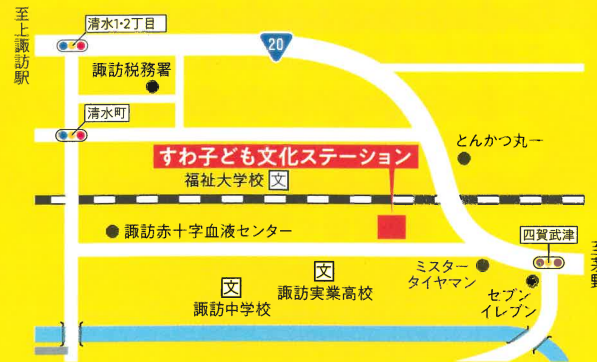 至上諏訪駅
清水1・2丁目
20
諏訪税務署
清水町
とんかつ丸一
すわ子ども文化ステーション
福祉大学校
文
諏訪赤十字血液センター
四賀武津
至茅野
ミスター
タイヤマン
セブン
イレブン
文
諏訪実業高校
文
諏訪中学校